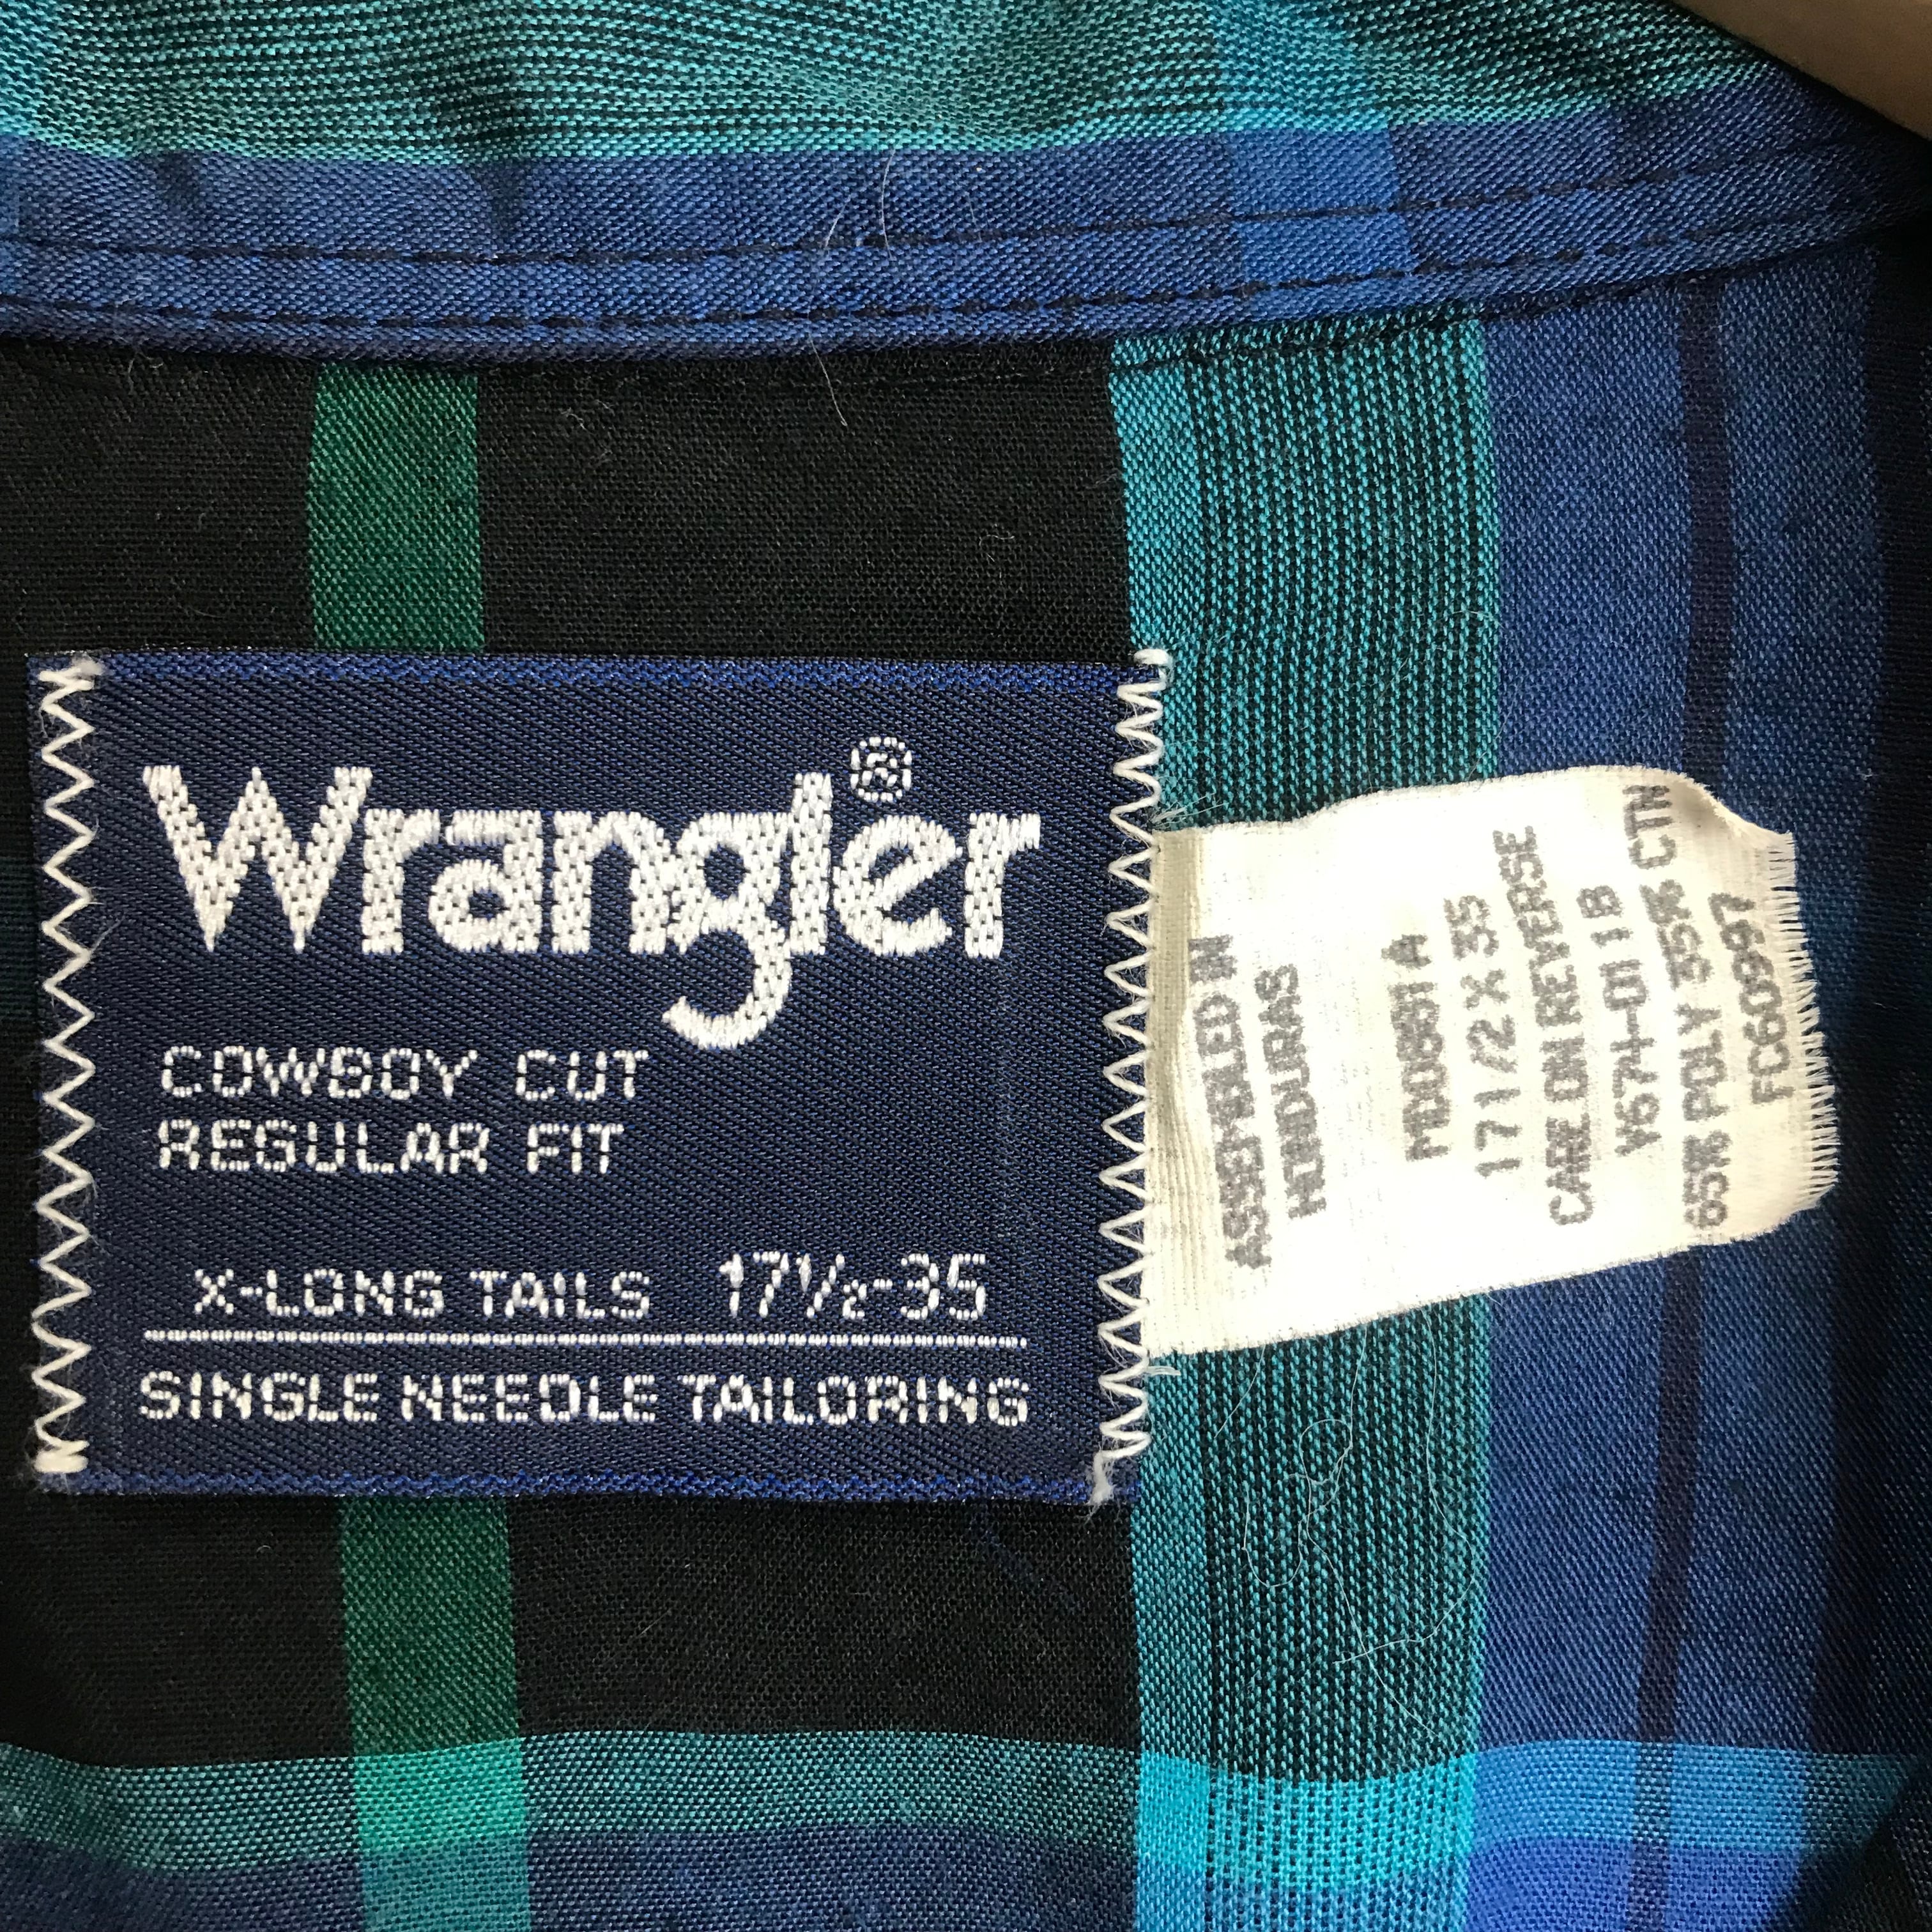 Wrangler®
COWBOY CUT
REGULAR FIT
X-LONG TAILS 17½-35
SINGLE NEEDLE TAILORING
ASSEMBLED IN
HONDURAS
17 1/2 X 35
CARE ON REVERSE
65% POLY 35% CTN
FC60997